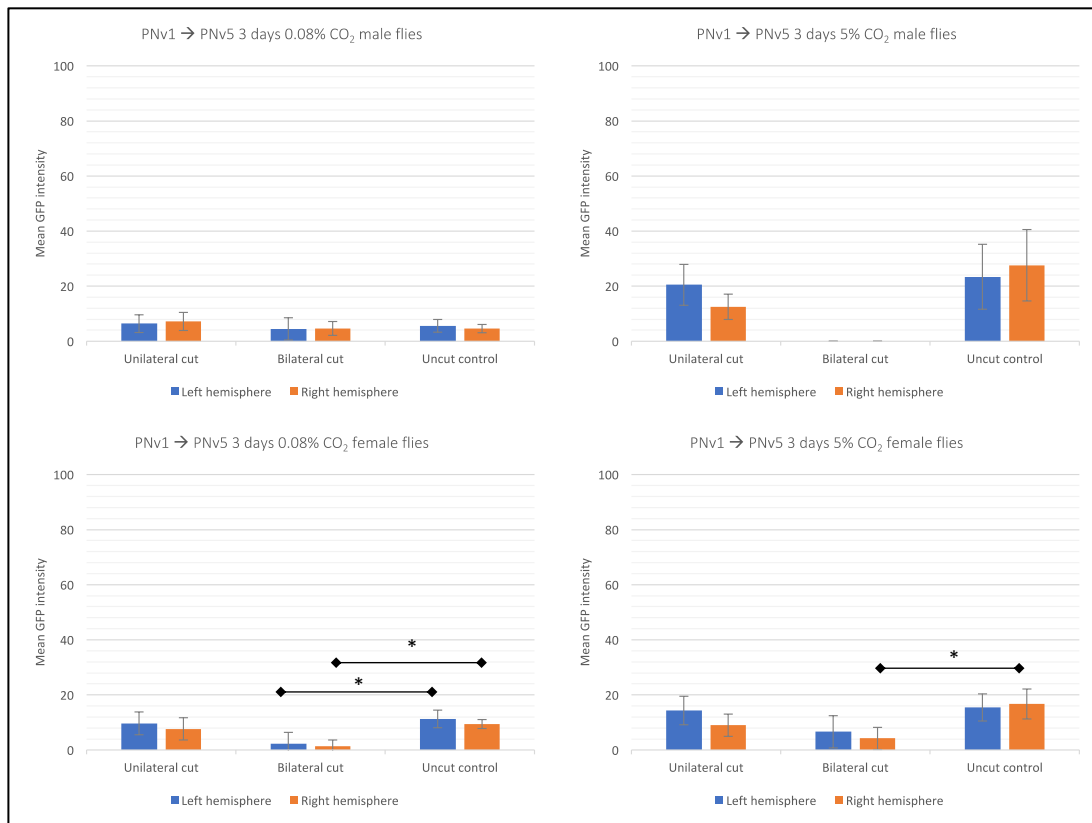 PNv1 → PNv5 3 days 0.08% CO₂ male flies
Mean GFP intensity
100
80
60
40
20
0
Unilateral cut Bilateral cut Uncut control
Left hemisphere Right hemisphere
PNv1 → PNv5 3 days 5% CO₂ male flies
Mean GFP intensity
100
80
60
40
20
0
Unilateral cut Bilateral cut Uncut control
Left hemisphere Right hemisphere
PNv1 → PNv5 3 days 0.08% CO₂ female flies
Mean GFP intensity
100
80
60
40
*
*
20
0
Unilateral cut Bilateral cut Uncut control
Left hemisphere Right hemisphere
PNv1 → PNv5 3 days 5% CO₂ female flies
Mean GFP intensity
100
80
60
40
*
20
0
Unilateral cut Bilateral cut Uncut control
Left hemisphere Right hemisphere